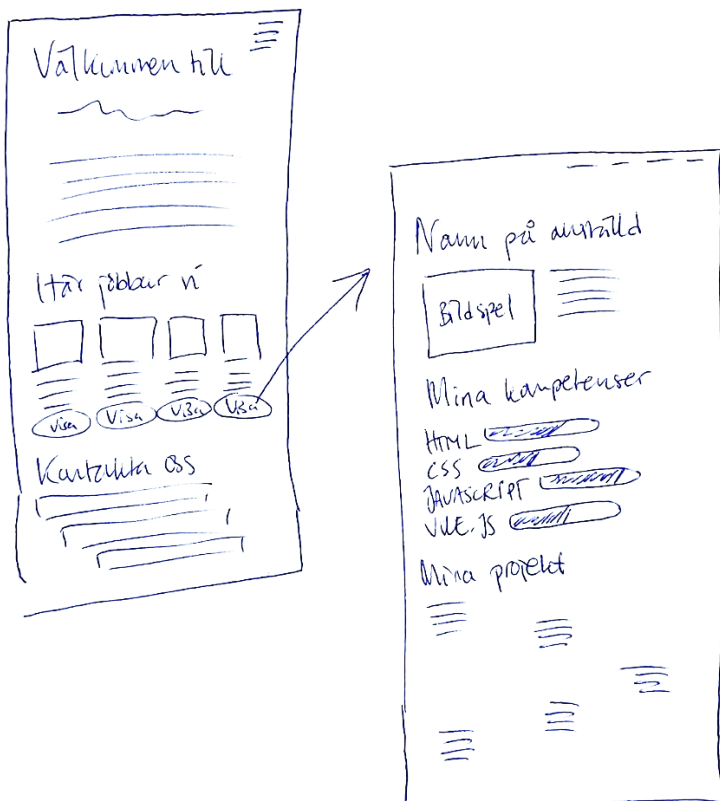 Välkommen till
Här jobbar vi
Visa Visa Visa Visa
Kontakta oss
Namn på anställd
Bildspel
Mina kompetenser
HTML
CSS
JAVASCRIPT
VUE.JS
Mina projekt